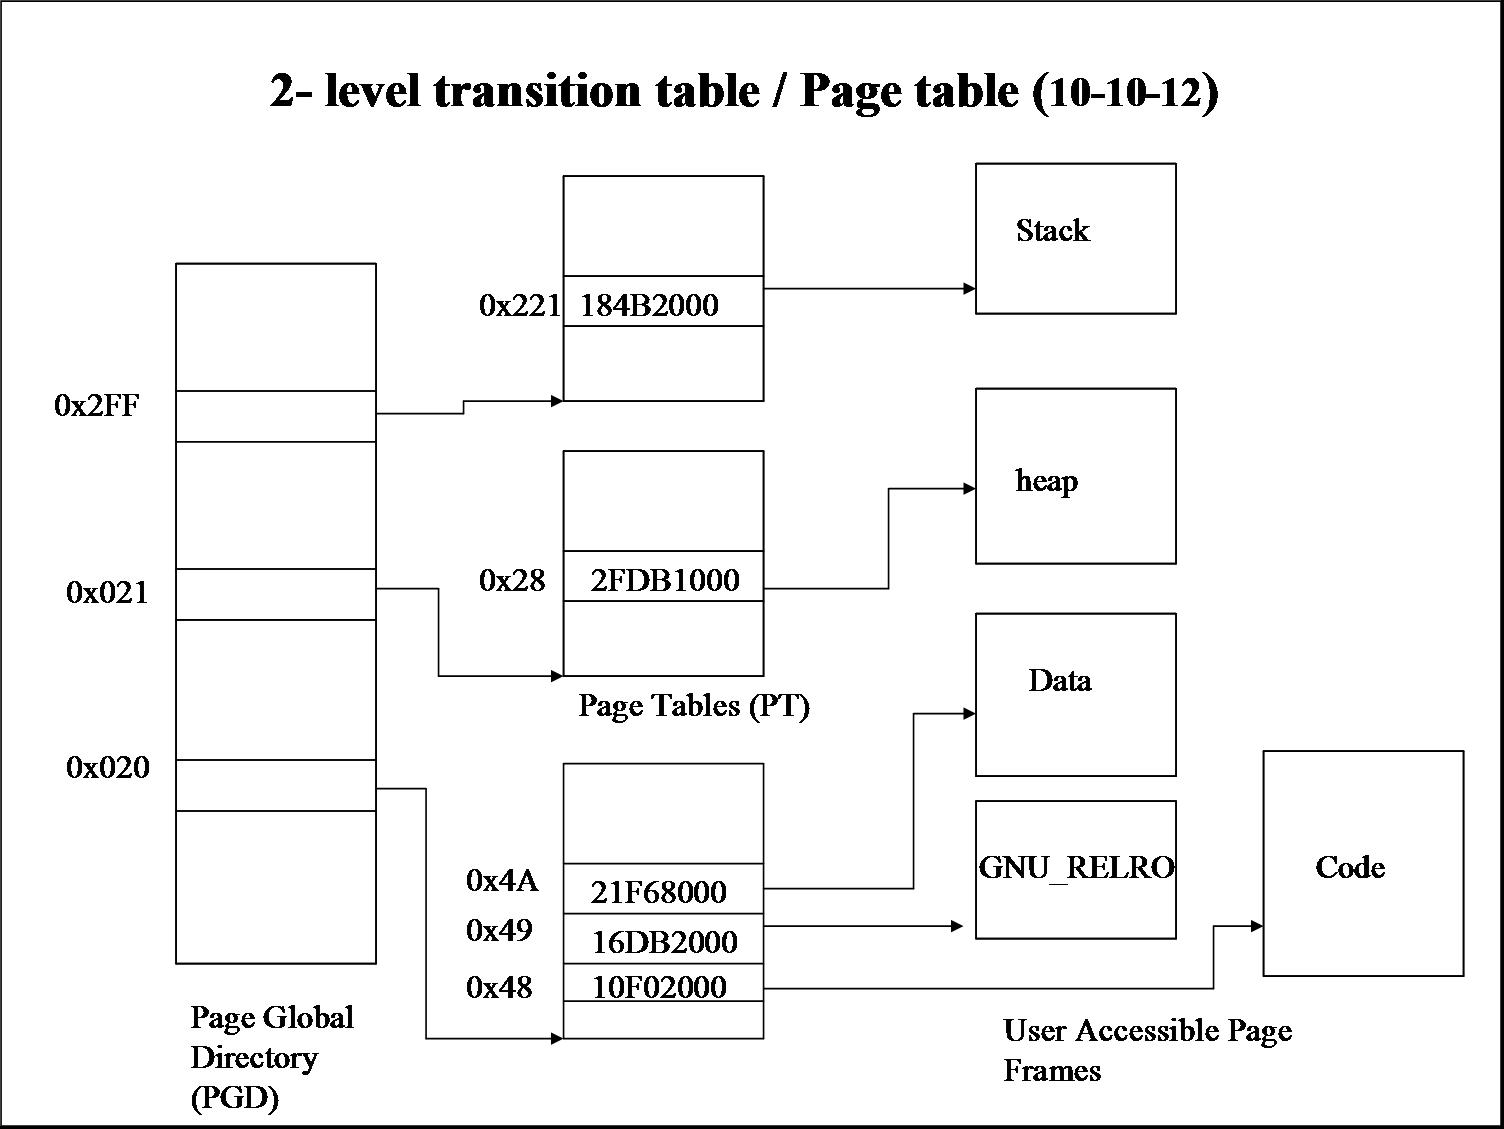 2- level transition table / Page table (10-10-12)
Stack
0x221 184B2000
0x2FF
heap
0x28 2FDB1000
0x021
Data
Page Tables (PT)
0x020
GNU_RELRO
Code
0x4A 21F68000
0x49 16DB2000
0x48 10F02000
Page Global
Directory
(PGD)
User Accessible Page
Frames